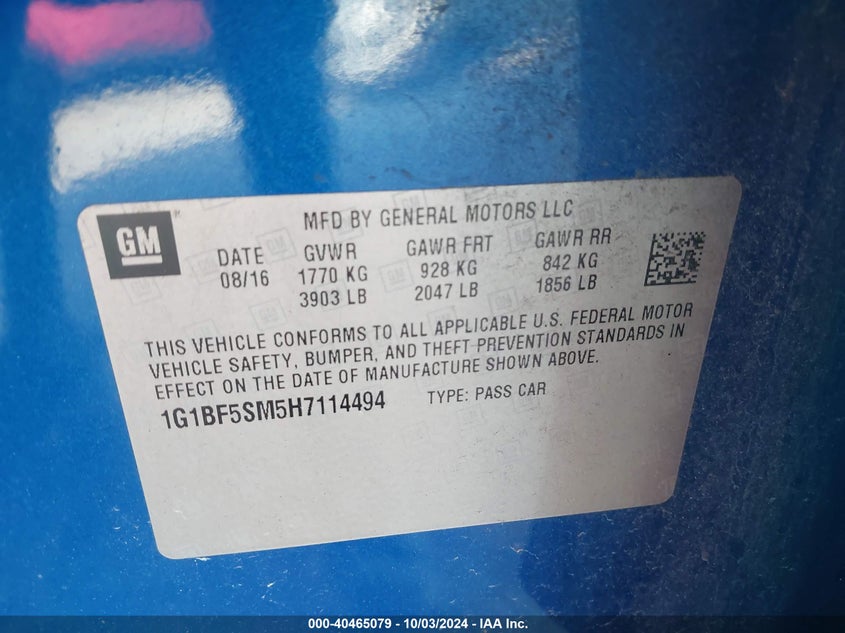 GM
MFD BY GENERAL MOTORS LLC
DATE GVWR GAWR FRT GAWR RR
08/16 1770 KG 928 KG 842 KG
3903 LB 2047 LB 1856 LB
THIS VEHICLE CONFORMS TO ALL APPLICABLE U.S. FEDERAL MOTOR
VEHICLE SAFETY, BUMPER, AND THEFT PREVENTION STANDARDS IN
EFFECT ON THE DATE OF MANUFACTURE SHOWN ABOVE.
1G1BF5SM5H7114494 TYPE: PASS CAR
000-40465079 - 10/03/2024 - IAA Inc.